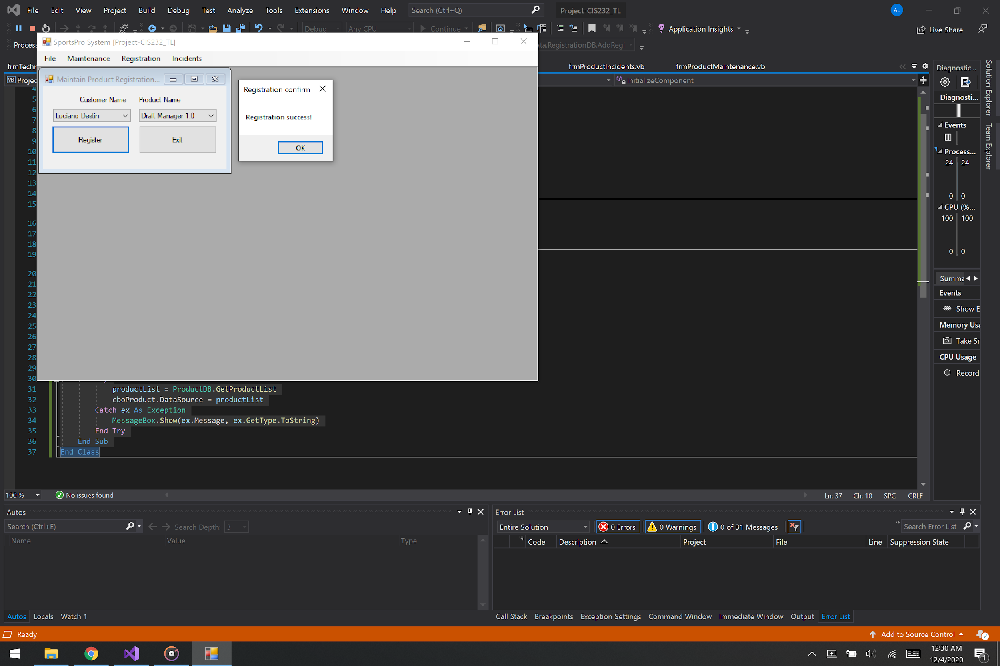 File Edit View Project Build Debug Test Analyze Tools Extensions Window Help Search (Ctrl+Q) Project-CIS232_TL AL
Debug Any CPU Continue Application Insights Live Share
Process
SportsPro System [Project-CIS232_TL]
ata.RegistrationDB.AddRegi
File Maintenance Registration Incidents
frmTechr frmProductIncidents.vb frmProductMaintenance.vb
Diagnostic...
Solution Explorer
Team Explorer
VB Projec InitializeComponent
Maintain Product Registration...
Customer Name Product Name
Luciano Destin Draft Manager 1.0
Register Exit
Registration confirm
Registration success!
OK
Diagnosti...
Events
Process...
24 24
0 0
CPU (%...
100 100
0 0
Summa
Events
Show E
Memory Usa
Take Sr
CPU Usage
Record
4
5
6
7
8
9
10
11
12
13
14
15
16
17
18
19
20
21
22
23
24
25
26
27
28
29
30
31 productList = ProductDB.GetProductList
32 cboProduct.DataSource = productList
33 Catch ex As Exception
34 MessageBox.Show(ex.Message, ex.GetType.ToString)
35 End Try
36 End Sub
37 End Class
100 % No issues found Ln: 37 Ch: 10 SPC CRLF
Autos
Search (Ctrl+E) Search Depth: 3
Name Value Type
Autos Locals Watch 1
Error List
Entire Solution 0 Errors 0 Warnings 0 of 31 Messages Search Error List
Code Description Project File Line Suppression State
Call Stack Breakpoints Exception Settings Command Window Immediate Window Output Error List
Ready Add to Source Control 2
12:30 AM
12/4/2020
1